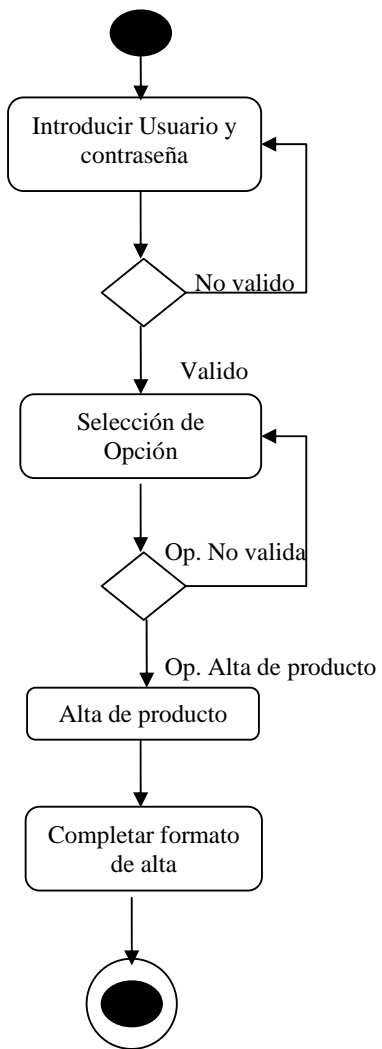 Introducir Usuario y
contraseña
No valido
Valido
Selección de
Opción
Op. No valida
Op. Alta de producto
Alta de producto
Completar formato
de alta